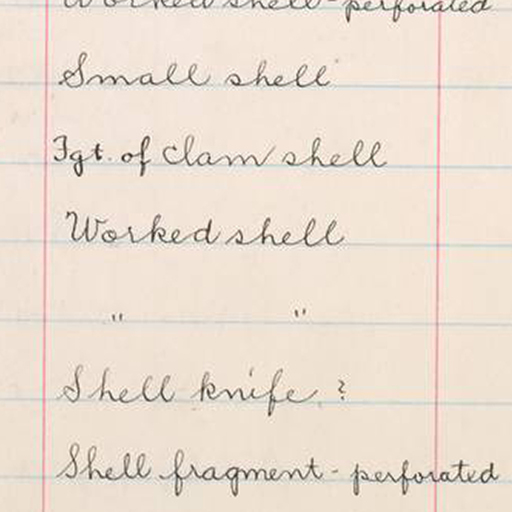 Worked shell - perforated
Small shell
Fgt. of clam shell
Worked shell
" "
Shell knife ?
Shell fragment - perforated